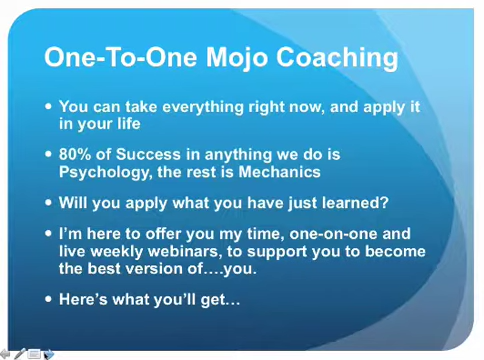 One-To-One Mojo Coaching
• You can take everything right now, and apply it
in your life
• 80% of Success in anything we do is
Psychology, the rest is Mechanics
• Will you apply what you have just learned?
• I’m here to offer you my time, one-on-one and
live weekly webinars, to support you to become
the best version of….you.
• Here’s what you’ll get…